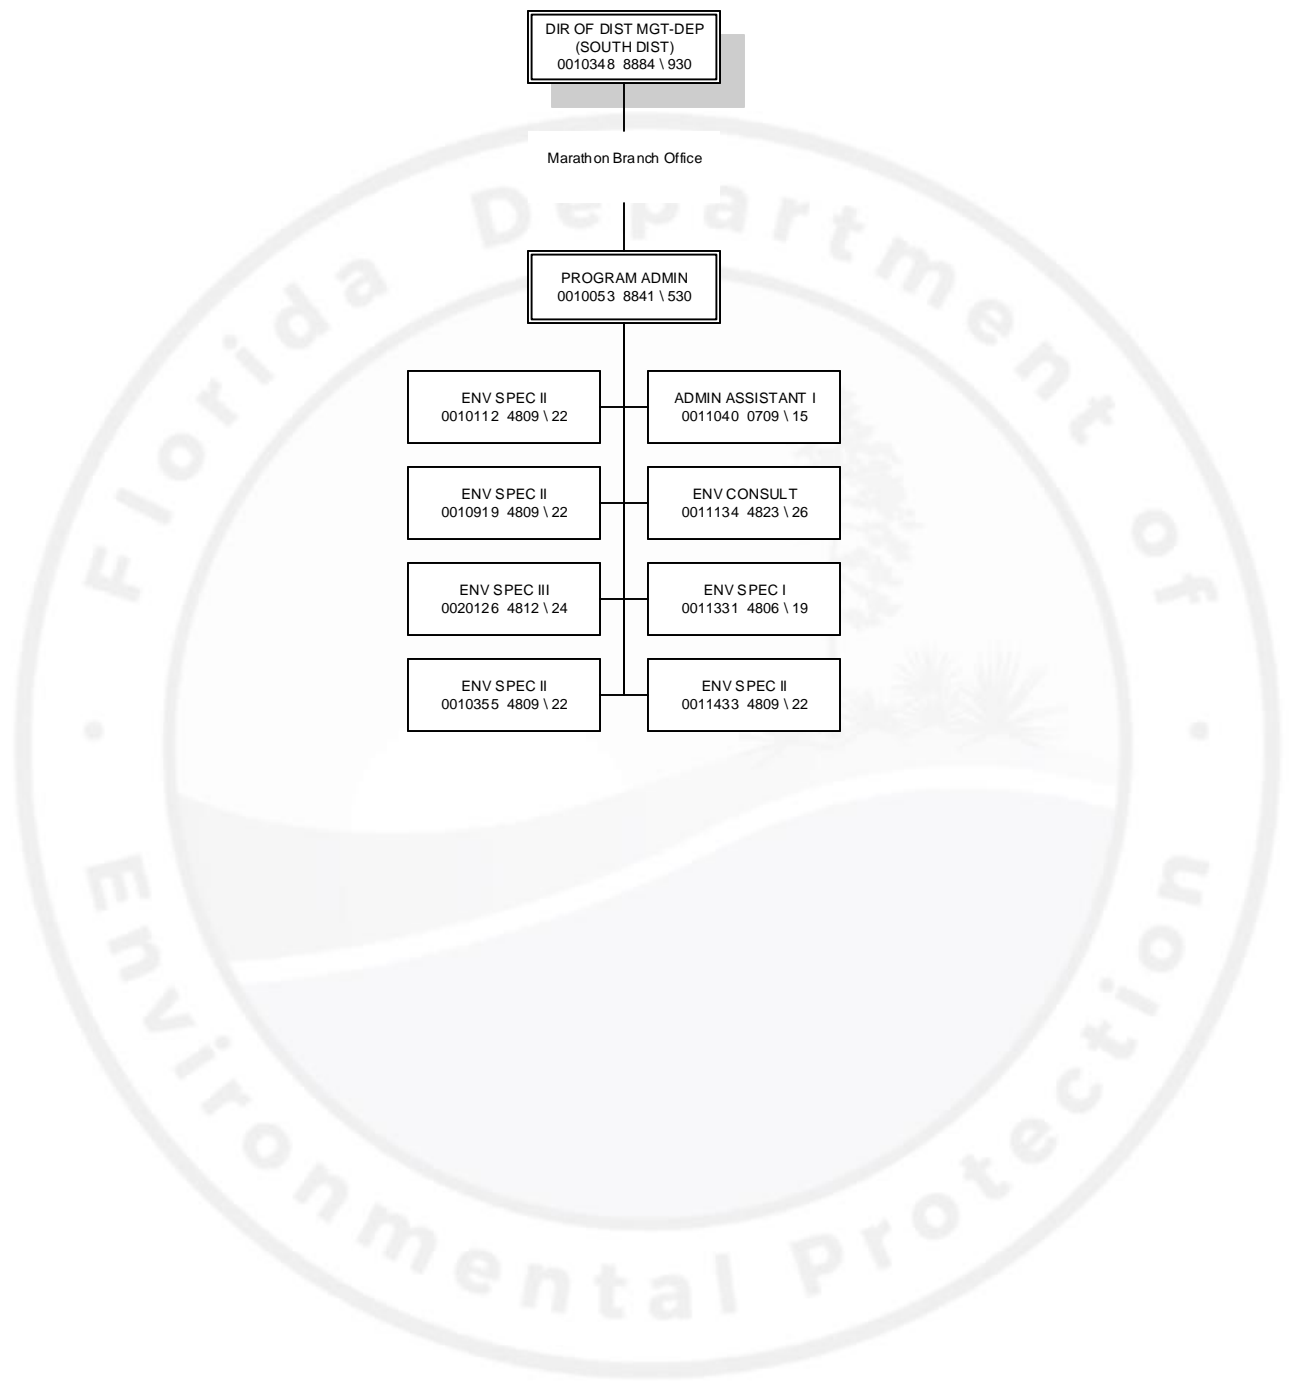 DIR OF DIST MGT-DEP
(SOUTH DIST)
0010348 8884 \ 930
Marathon Branch Office
PROGRAM ADMIN
0010053 8841 \ 530
ENV SPEC II
0010112 4809 \ 22
ADMIN ASSISTANT I
0011040 0709 \ 15
ENV SPEC II
0010919 4809 \ 22
ENV CONSULT
0011134 4823 \ 26
ENV SPEC III
0020126 4812 \ 24
ENV SPEC I
0011331 4806 \ 19
ENV SPEC II
0010355 4809 \ 22
ENV SPEC II
0011433 4809 \ 22
Florida Department of
Environmental Protection